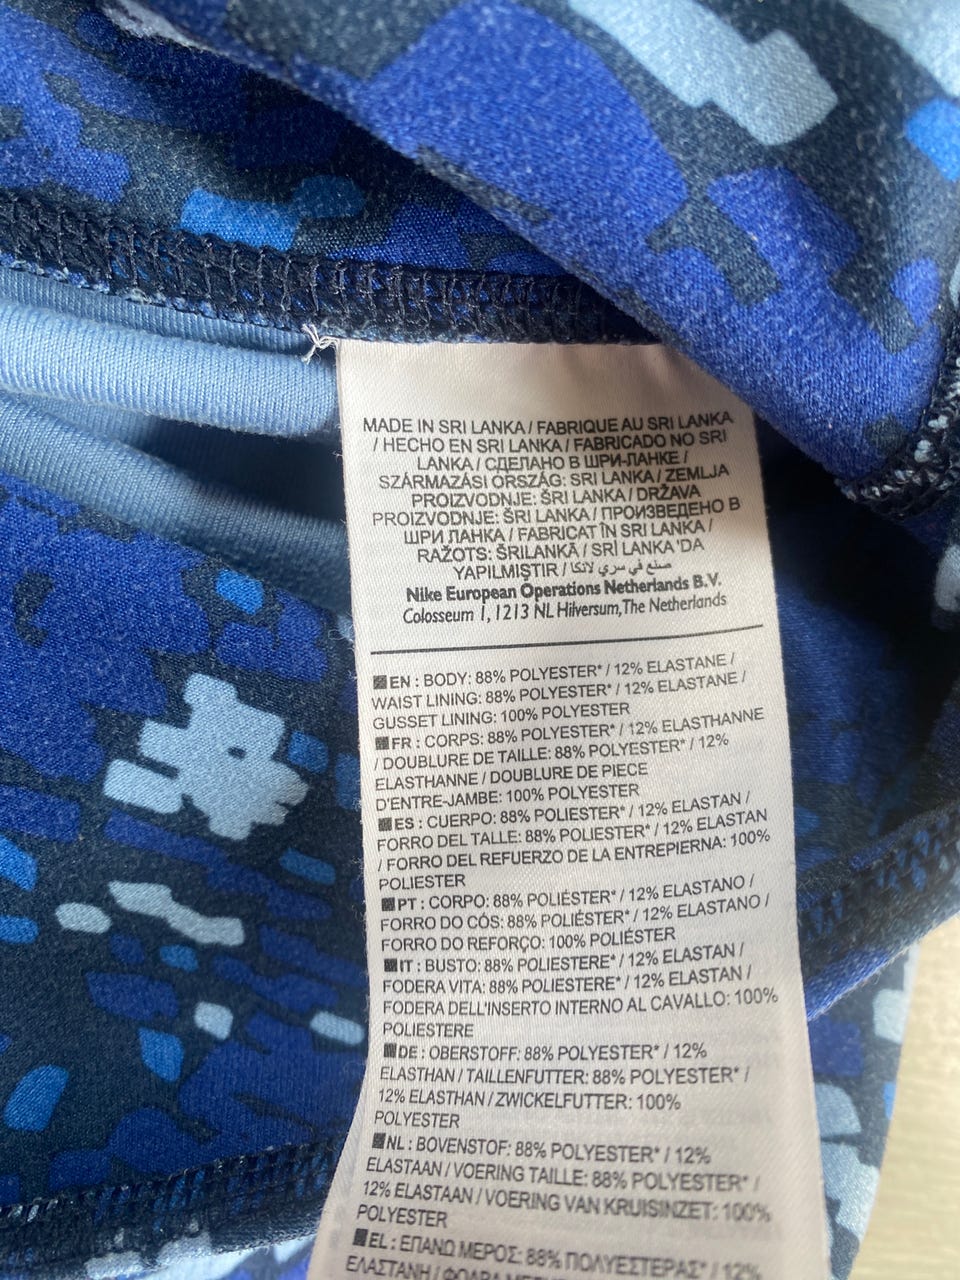 MADE IN SRI LANKA / FABRIQUE AU SRI LANKA
/ HECHO EN SRI LANKA / FABRICADO NO SRI
LANKA / СДЕЛАНО В ШРИ-ЛАНКЕ /
SZÁRMAZÁSI ORSZÁG: SRI LANKA / ZEMLJA
PROIZVODNJE: ŠRI LANKA / DRŽAVA
PROIZVODNJE: ŠRI LANKA / ПРОИЗВЕДЕНО В
ШРИ ЛАНКА / FABRICAT ÎN SRI LANKA /
RAŽOTS: ŠRILANKĀ / SRİ LANKA 'DA
YAPILMIŞTIR / صنع في سري لانكا
Nike European Operations Netherlands B.V.
Colosseum 1, 1213 NL Hilversum, The Netherlands
EN : BODY: 88% POLYESTER* / 12% ELASTANE /
WAIST LINING: 88% POLYESTER* / 12% ELASTANE /
GUSSET LINING: 100% POLYESTER
FR : CORPS: 88% POLYESTER* / 12% ELASTHANNE
/ DOUBLURE DE TAILLE: 88% POLYESTER* / 12%
ELASTHANNE / DOUBLURE DE PIECE
D'ENTRE-JAMBE: 100% POLYESTER
ES : CUERPO: 88% POLIESTER* / 12% ELASTAN /
FORRO DEL TALLE: 88% POLIESTER* / 12% ELASTAN
/ FORRO DEL REFUERZO DE LA ENTREPIERNA: 100%
POLIESTER
PT : CORPO: 88% POLIÉSTER* / 12% ELASTANO /
FORRO DO CÓS: 88% POLIÉSTER* / 12% ELASTANO /
FORRO DO REFORÇO: 100% POLIÉSTER
IT : BUSTO: 88% POLIESTERE* / 12% ELASTAN /
FODERA VITA: 88% POLIESTERE* / 12% ELASTAN /
FODERA DELL'INSERTO INTERNO AL CAVALLO: 100%
POLIESTERE
DE : OBERSTOFF: 88% POLYESTER* / 12%
ELASTHAN / TAILLENFUTTER: 88% POLYESTER* /
12% ELASTHAN / ZWICKELFUTTER: 100%
POLYESTER
NL : BOVENSTOF: 88% POLYESTER* / 12%
ELASTAAN / VOERING TAILLE: 88% POLYESTER* /
12% ELASTAAN / VOERING VAN KRUISINZET: 100%
POLYESTER
EL : ΕΠΑΝΩ ΜΕΡΟΣ: 88% ΠΟΛΥΕΣΤΕΡΑΣ* / 12%
ΕΛΑΣΤΑΝΗ / ΦΟΔΡΑ